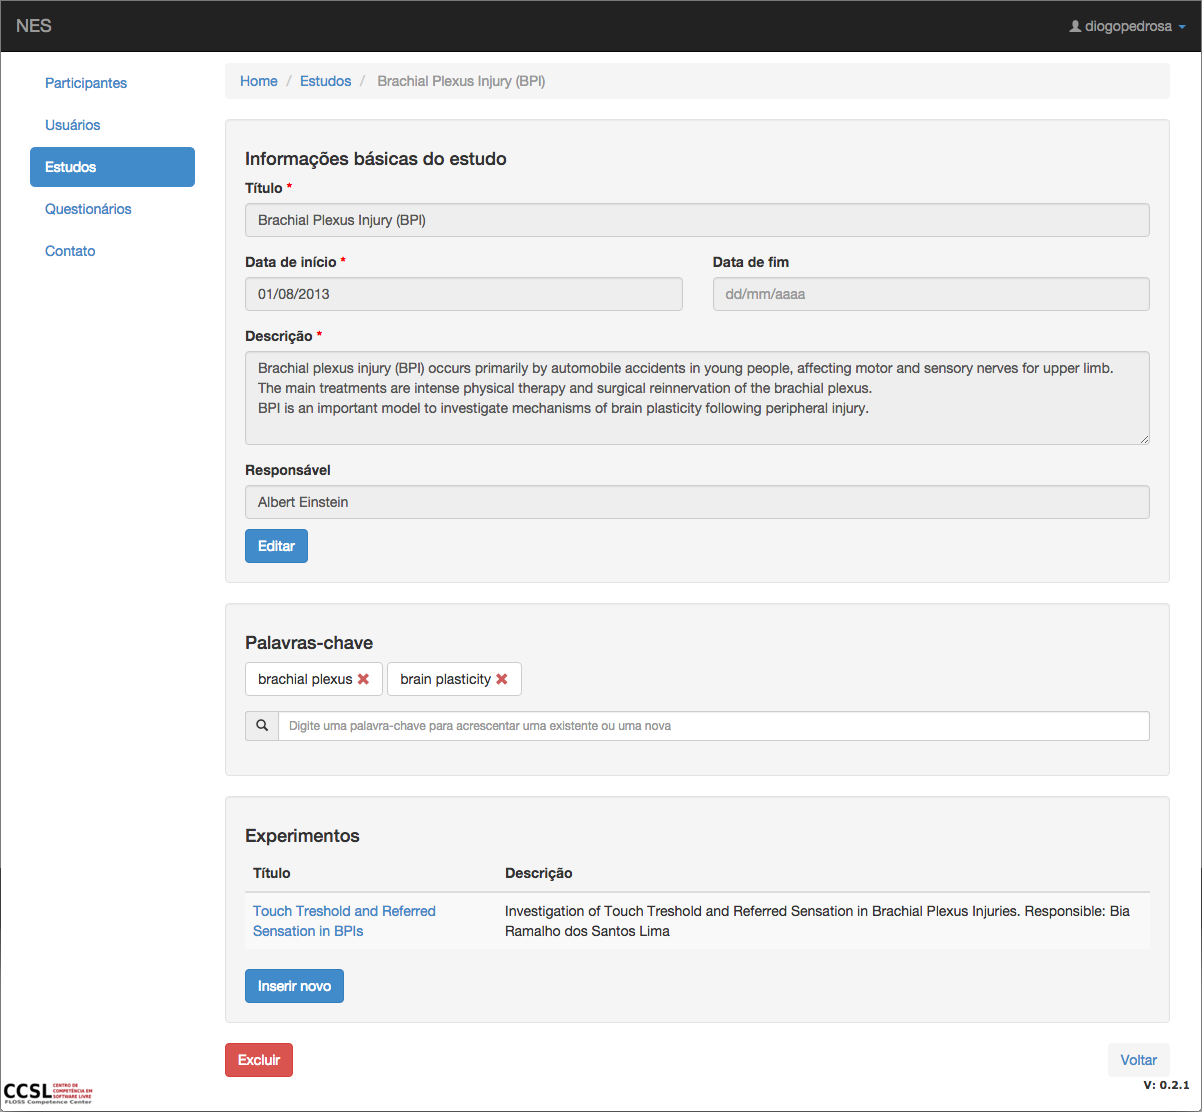 NES
diogopedrosa
Participantes
Usuários
Estudos
Questionários
Contato
Home / Estudos / Brachial Plexus Injury (BPI)
Informações básicas do estudo
Título *
Brachial Plexus Injury (BPI)
Data de início *
Data de fim
01/08/2013
dd/mm/aaaa
Descrição *
Brachial plexus injury (BPI) occurs primarily by automobile accidents in young people, affecting motor and sensory nerves for upper limb.
The main treatments are intense physical therapy and surgical reinnervation of the brachial plexus.
BPI is an important model to investigate mechanisms of brain plasticity following peripheral injury.
Responsável
Albert Einstein
Editar
Palavras-chave
brachial plexus
brain plasticity
Digite uma palavra-chave para acrescentar uma existente ou uma nova
Experimentos
Título
Descrição
Touch Treshold and Referred
Sensation in BPIs
Investigation of Touch Treshold and Referred Sensation in Brachial Plexus Injuries. Responsible: Bia
Ramalho dos Santos Lima
Inserir novo
Excluir
Voltar
V: 0.2.1
CCSL
CENTRO DE
COMPETÊNCIA EM
SOFTWARE LIVRE
FLOSS Competence Center